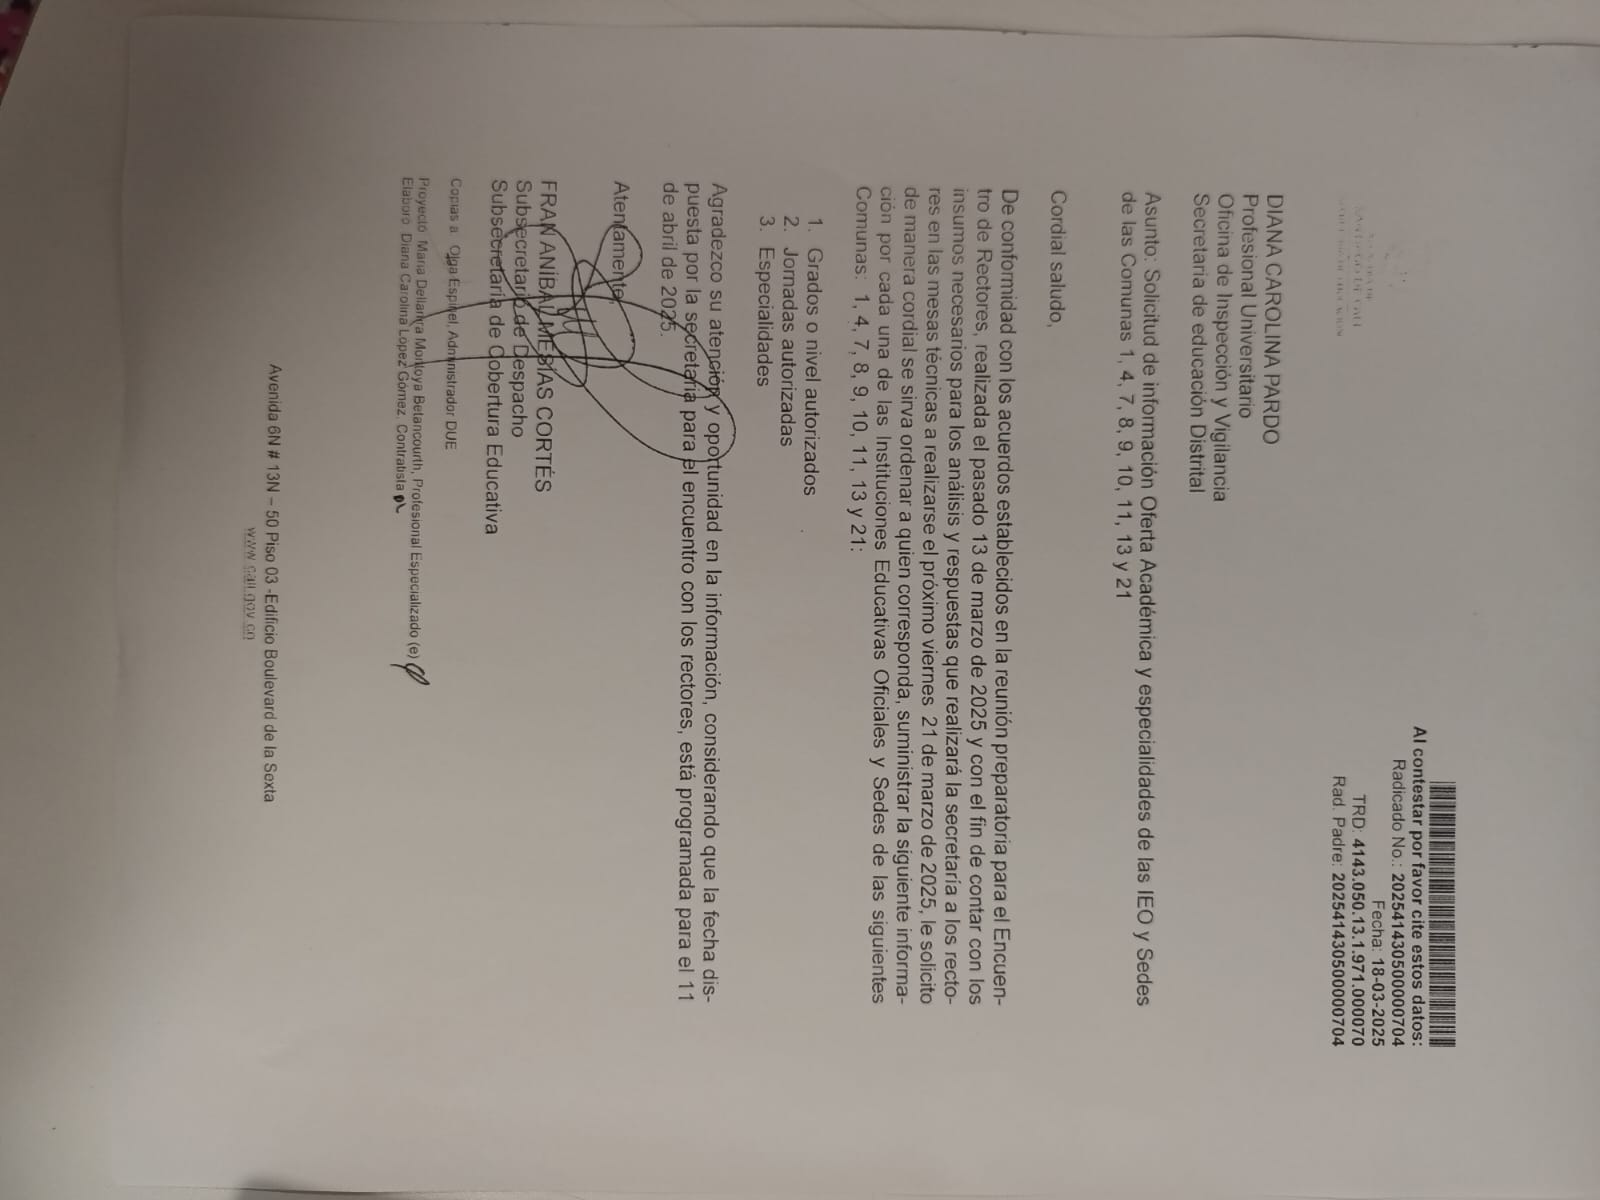 Al contestar por favor cite estos datos:
Radicado No.: 202541430500000704
Fecha: 18-03-2025
TRD: 4143.050.13.1.971.000070
Rad. Padre: 202541430500000704
ALCALDÍA DE
SANTIAGO DE CALI
SECRETARÍA DE EDUCACIÓN
DIANA CAROLINA PARDO
Profesional Universitario
Oficina de Inspección y Vigilancia
Secretaria de educación Distrital
Asunto: Solicitud de información Oferta Académica y especialidades de las IEO y Sedes
de las Comunas 1, 4, 7, 8, 9, 10, 11, 13 y 21
Cordial saludo,
De conformidad con los acuerdos establecidos en la reunión preparatoria para el Encuen-
tro de Rectores, realizada el pasado 13 de marzo de 2025 y con el fin de contar con los
insumos necesarios para los análisis y respuestas que realizará la secretaría a los recto-
res en las mesas técnicas a realizarse el próximo viernes 21 de marzo de 2025, le solicito
de manera cordial se sirva ordenar a quien corresponda, suministrar la siguiente informa-
ción por cada una de las Instituciones Educativas Oficiales y Sedes de las siguientes
Comunas: 1, 4, 7, 8, 9, 10, 11, 13 y 21:
1. Grados o nivel autorizados
2. Jornadas autorizadas
3. Especialidades
Agradezco su atención y oportunidad en la información, considerando que la fecha dis-
puesta por la secretaria para el encuentro con los rectores, está programada para el 11
de abril de 2025.
Atentamente,
FRAN ANÍBAL MESÍAS CORTÉS
Subsecretario de Despacho
Subsecretaría de Cobertura Educativa
Copias a: Olga Espinel, Administrador DUE
Proyectó: Maria Dellanira Montoya Betancourth, Profesional Especializado (e)
Elaboró: Diana Carolina López Gómez. Contratista
Avenida 6N # 13N – 50 Piso 03 -Edificio Boulevard de la Sexta
www.cali.gov.co